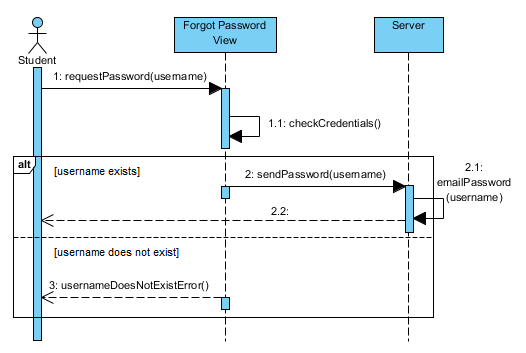 Forgot Password
View
Server
Student
1: requestPassword(username)
1.1: checkCredentials()
alt
[username exists]
2: sendPassword(username)
2.1:
emailPassword
(username)
2.2:
[username does not exist]
3: usernameDoesNotExistError()